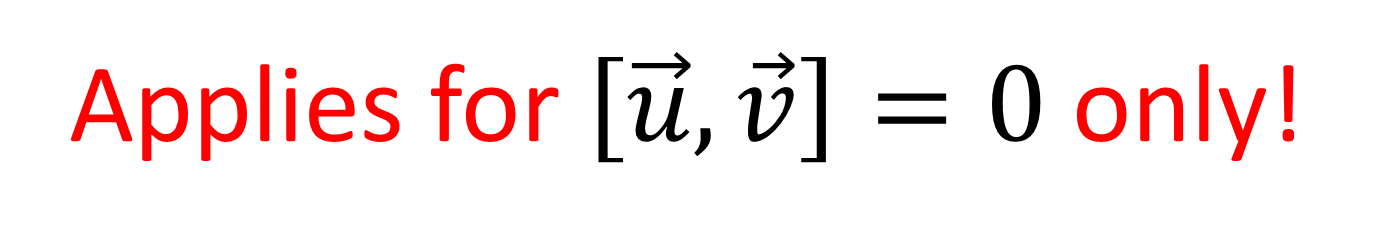 Applies for [u⃗, v⃗] = 0 only!